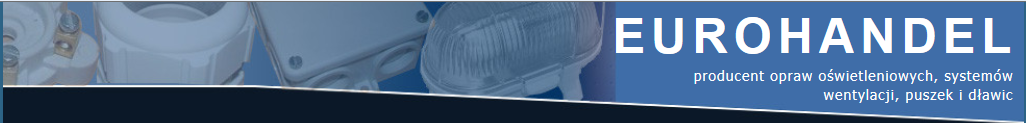 EUROHANDEL
producent opraw oświetleniowych, systemów
wentylacji, puszek i dławic